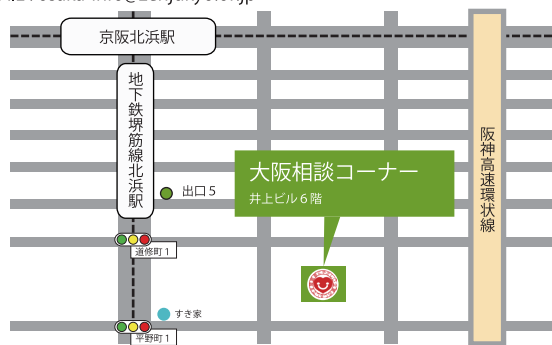 京阪北浜駅
地下鉄堺筋線北浜駅
阪神高速環状線
大阪相談コーナー
井上ビル6階
出口5
道修町1
すき家
平野町1